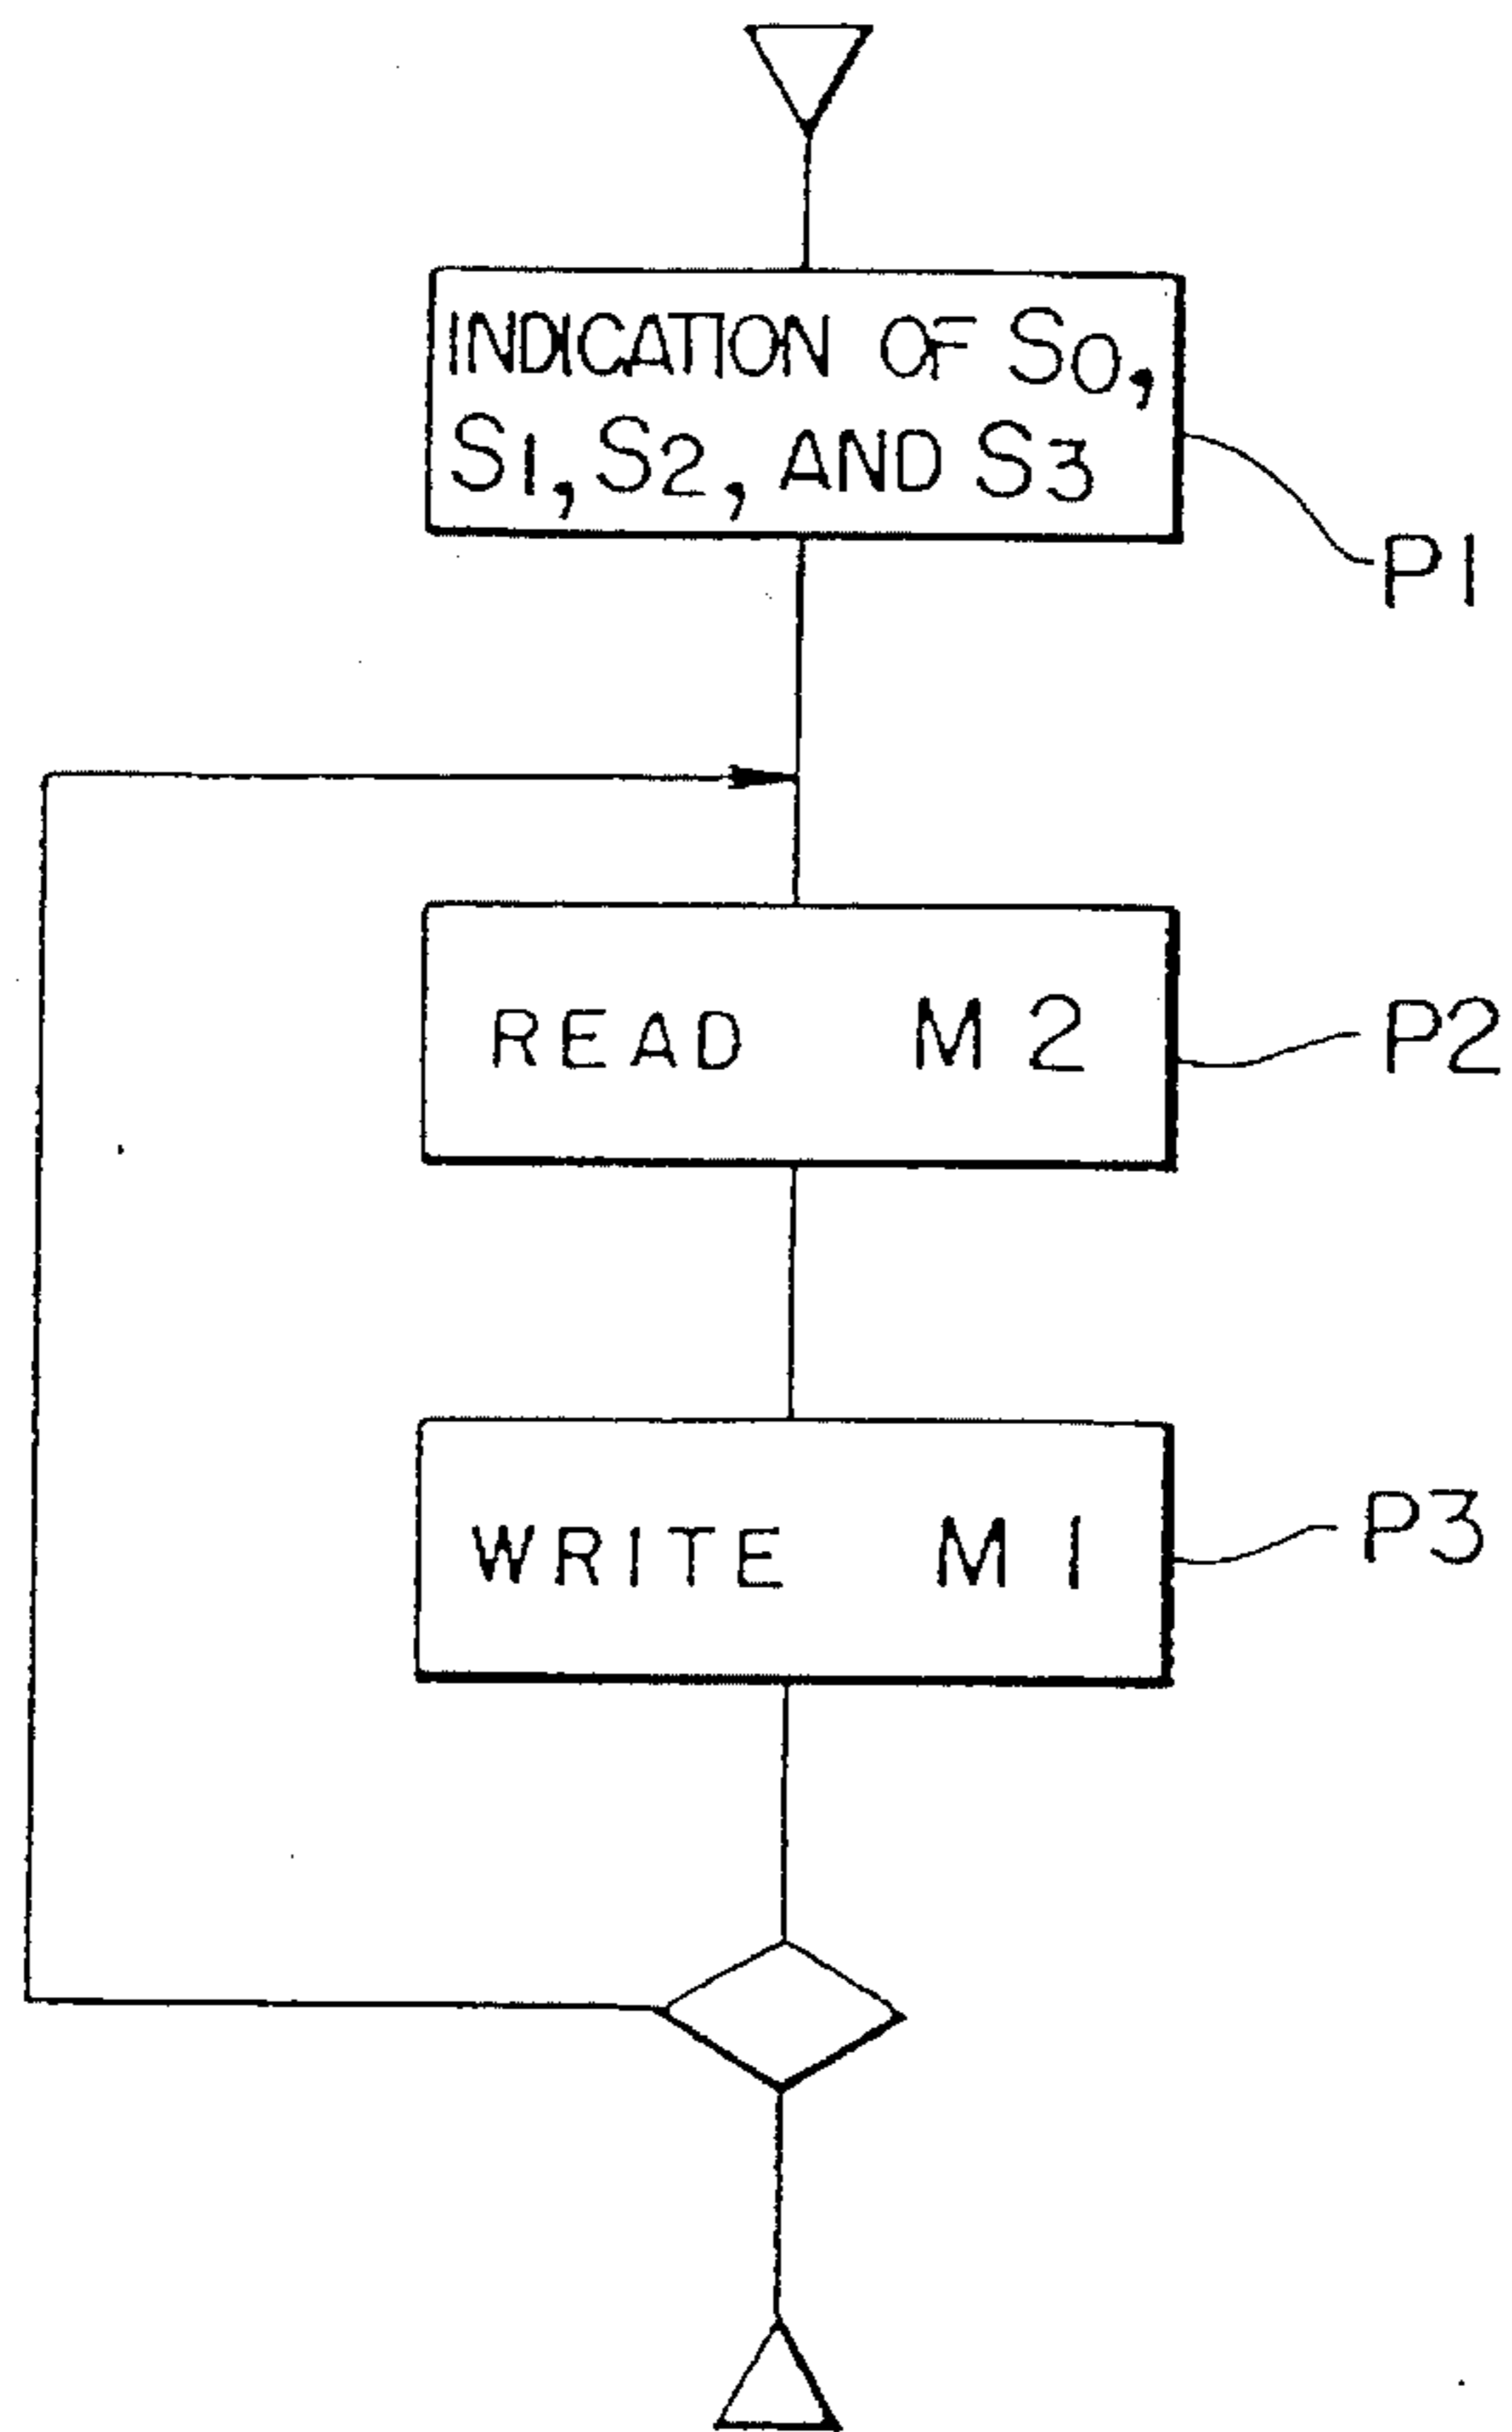 INDICATION OF S0,
S1, S2, AND S3
P1
READ M2
P2
WRITE M1
P3